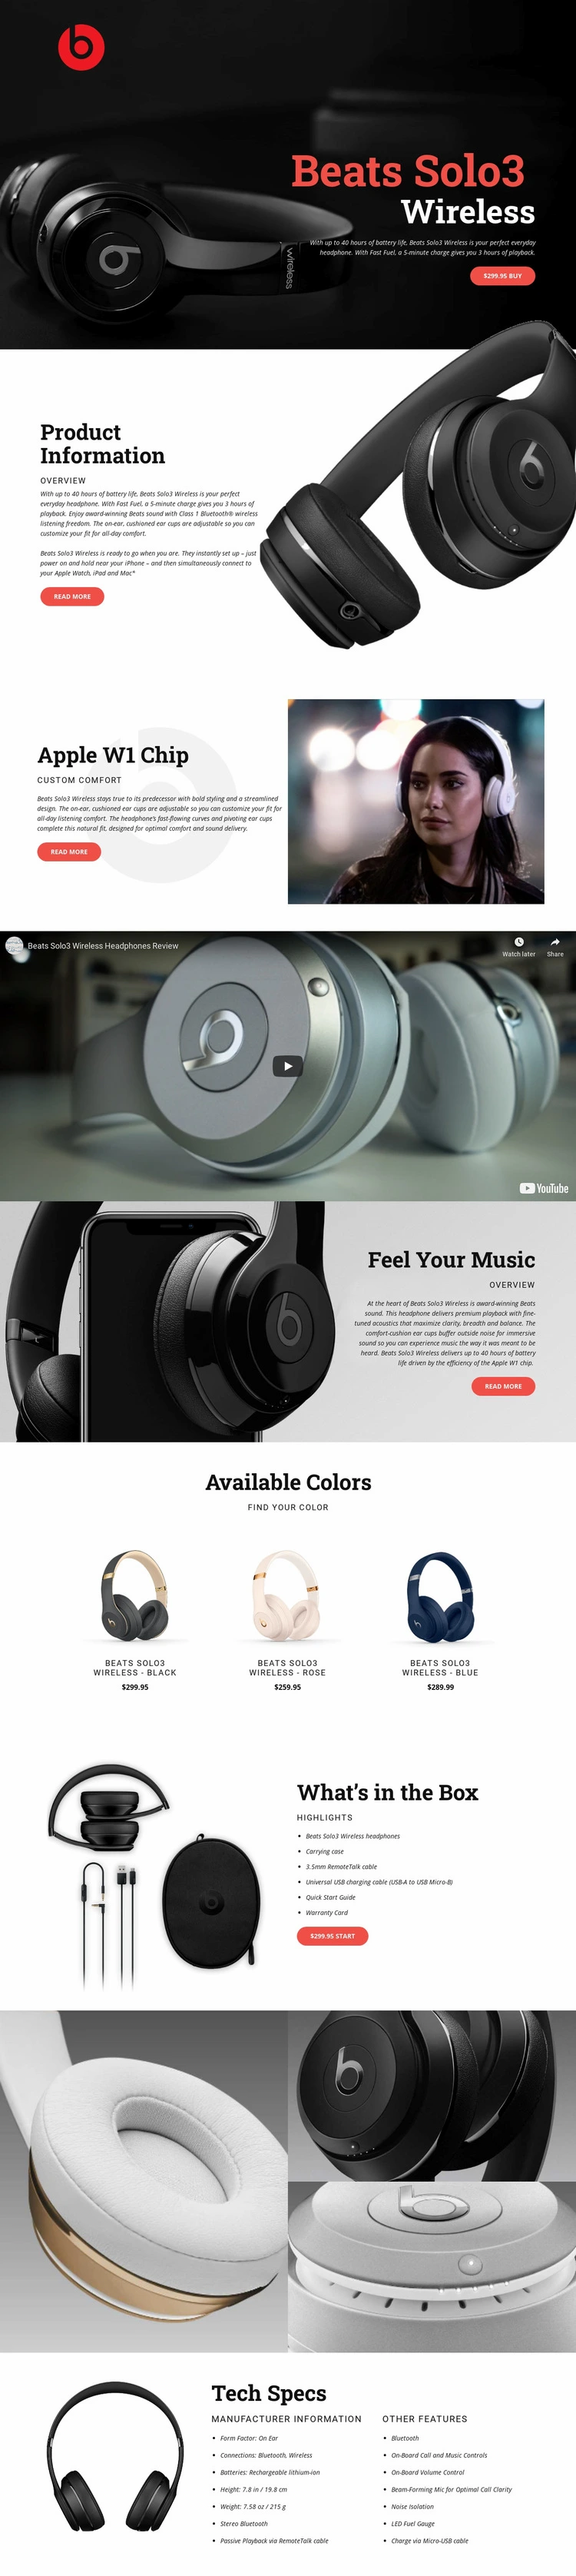 Beats Solo3
Wireless
With up to 40 hours of battery life, Beats Solo3 Wireless is your perfect everyday
headphone. With Fast Fuel, a 5-minute charge gives you 3 hours of playback.
wireless
$299.95 BUY
Product
Information
OVERVIEW
With up to 40 hours of battery life, Beats Solo3 Wireless is your perfect
everyday headphone. With Fast Fuel, a 5-minute charge gives you 3 hours of
playback. Enjoy award-winning Beats sound with Class 1 Bluetooth® wireless
listening freedom. The on-ear, cushioned ear cups are adjustable so you can
customize your fit for all-day comfort.
Beats Solo3 Wireless is ready to go when you are. They instantly set up – just
power on and hold near your iPhone – and then simultaneously connect to
your Apple Watch, iPad and Mac*
READ MORE
Apple W1 Chip
CUSTOM COMFORT
Beats Solo3 Wireless stays true to its predecessor with bold styling and a streamlined
design. The on-ear, cushioned ear cups are adjustable so you can customize your fit for
all-day listening comfort. The headphone's fast-flowing curves and pivoting ear cups
complete this natural fit, designed for optimal comfort and sound delivery.
READ MORE
Beats Solo3 Wireless Headphones Review
Watch later
Share
YouTube
Feel Your Music
OVERVIEW
At the heart of Beats Solo3 Wireless is award-winning Beats
sound. This headphone delivers premium playback with fine-
tuned acoustics that maximize clarity, breadth and balance. The
comfort-cushion ear cups buffer outside noise for immersive
sound so you can experience music the way it was meant to be
heard. Beats Solo3 Wireless delivers up to 40 hours of battery
life driven by the efficiency of the Apple W1 chip.
READ MORE
Available Colors
FIND YOUR COLOR
BEATS SOLO3
WIRELESS - BLACK
$299.95
BEATS SOLO3
WIRELESS - ROSE
$259.95
BEATS SOLO3
WIRELESS - BLUE
$289.99
What's in the Box
HIGHLIGHTS
• Beats Solo3 Wireless headphones
• Carrying case
• 3.5mm RemoteTalk cable
• Universal USB charging cable (USB-A to USB Micro-B)
• Quick Start Guide
• Warranty Card
$299.95 START
Tech Specs
MANUFACTURER INFORMATION
• Form Factor: On Ear
• Connections: Bluetooth, Wireless
• Batteries: Rechargeable lithium-ion
• Height: 7.8 in / 19.8 cm
• Weight: 7.58 oz / 215 g
• Stereo Bluetooth
• Passive Playback via RemoteTalk cable
OTHER FEATURES
• Bluetooth
• On-Board Call and Music Controls
• On-Board Volume Control
• Beam-Forming Mic for Optimal Call Clarity
• Noise Isolation
• LED Fuel Gauge
• Charge via Micro-USB cable